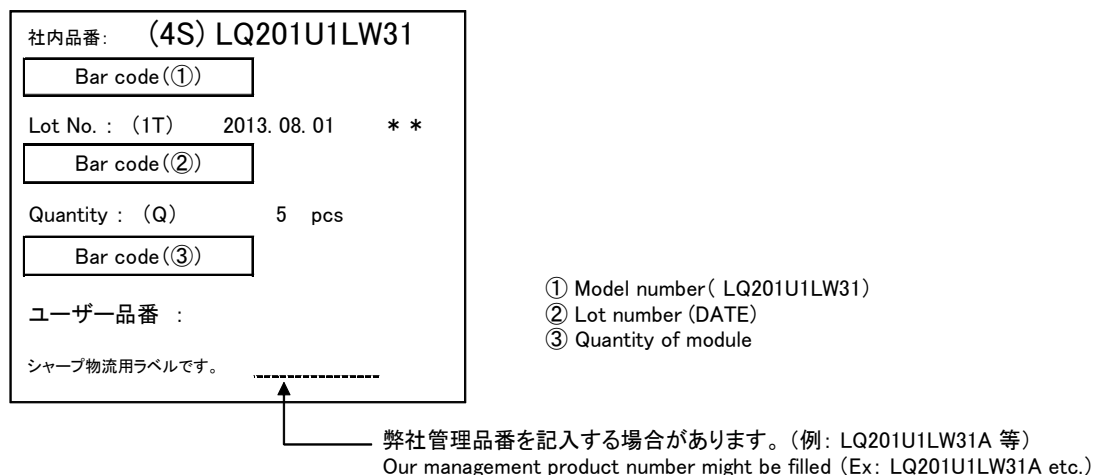 社内品番: (4S) LQ201U1LW31
Bar code(①)
Lot No. : (1T) 2013. 08. 01 * *
Bar code(②)
Quantity : (Q) 5 pcs
Bar code(③)
ユーザー品番 :
シャープ物流用ラベルです。
① Model number( LQ201U1LW31)
② Lot number (DATE)
③ Quantity of module
弊社管理品番を記入する場合があります。(例: LQ201U1LW31A 等)
Our management product number might be filled (Ex: LQ201U1LW31A etc.)